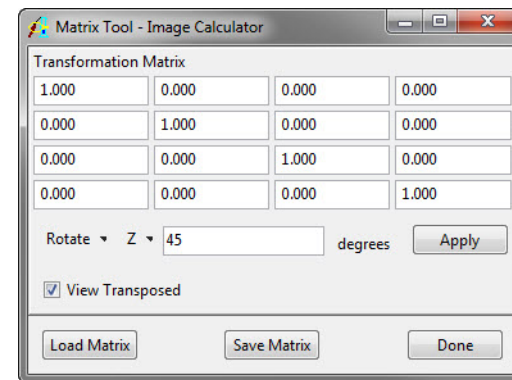 Matrix Tool - Image Calculator
Transformation Matrix
1.000 0.000 0.000 0.000
0.000 1.000 0.000 0.000
0.000 0.000 1.000 0.000
0.000 0.000 0.000 1.000
Rotate Z 45 degrees Apply
View Transposed
Load Matrix Save Matrix Done